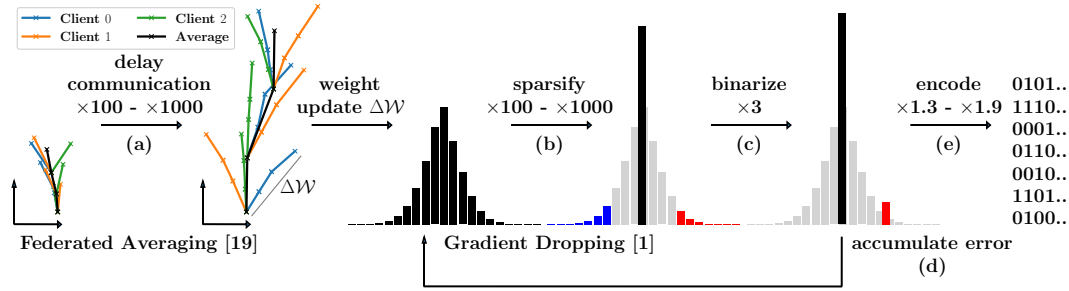 Client 0
Client 1
Client 2
Average
delay
communication
×100 - ×1000
(a)
weight
update ΔW
sparsify
×100 - ×1000
(b)
binarize
×3
(c)
encode
×1.3 - ×1.9
(e)
0101..
1110..
0001..
0110..
0010..
1101..
0100..
ΔW
Federated Averaging [19]
Gradient Dropping [1]
accumulate error
(d)